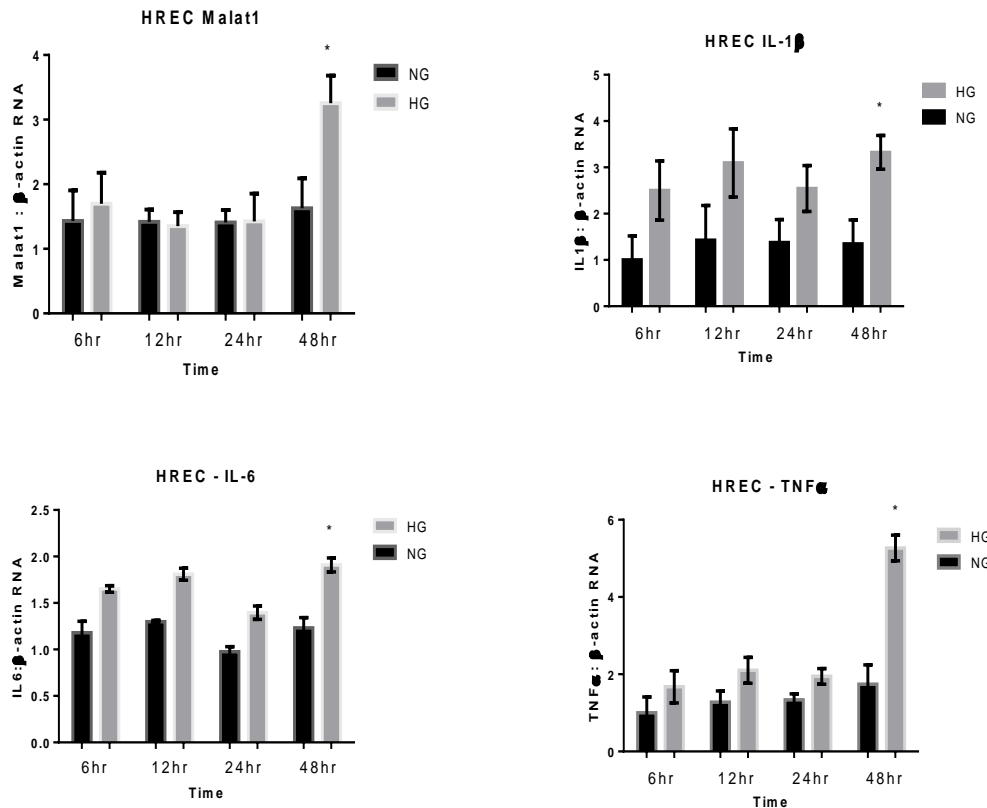 HREC Malat1
*
4
3
2
1
0
Malat1 : β-actin RNA
NG
HG
6hr 12hr 24hr 48hr
Time
HREC IL-1β
*
5
4
3
2
1
0
IL1β: β-actin RNA
HG
NG
6hr 12hr 24hr 48hr
Time
HREC - IL-6
*
2.5
2.0
1.5
1.0
0.5
0.0
IL6:β-actin RNA
HG
NG
6hr 12hr 24hr 48hr
Time
HREC - TNFα
*
6
4
2
0
TNFα: β-actin RNA
HG
NG
6hr 12hr 24hr 48hr
Time